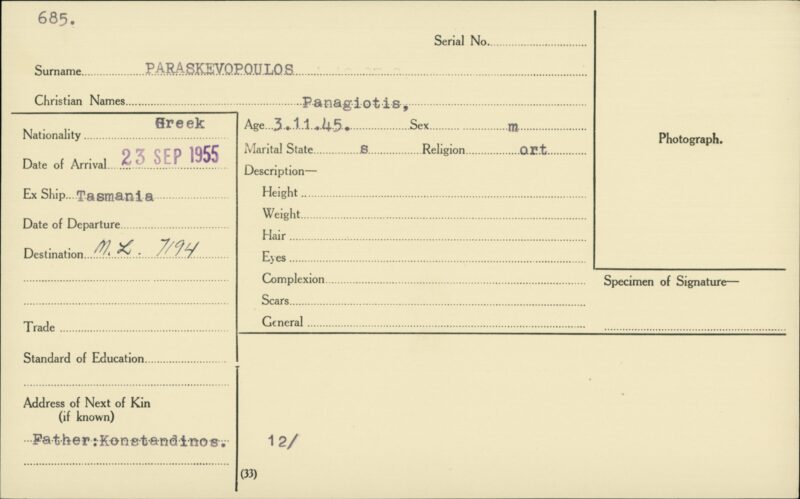 685.
Serial No.
Surname PARASKEVOPOULOS
Christian Names Panagiotis,
Nationality Greek
Date of Arrival 23 SEP 1955
Ex Ship Tasmania
Date of Departure
Destination M.L. 7194
Trade
Standard of Education
Address of Next of Kin
(if known)
Father:Konstandinos.
Age 3.11.45. Sex m
Marital State s Religion ort
Description—
Height
Weight
Hair
Eyes
Complexion
Scars
General
12/
(33)
Photograph.
Specimen of Signature—